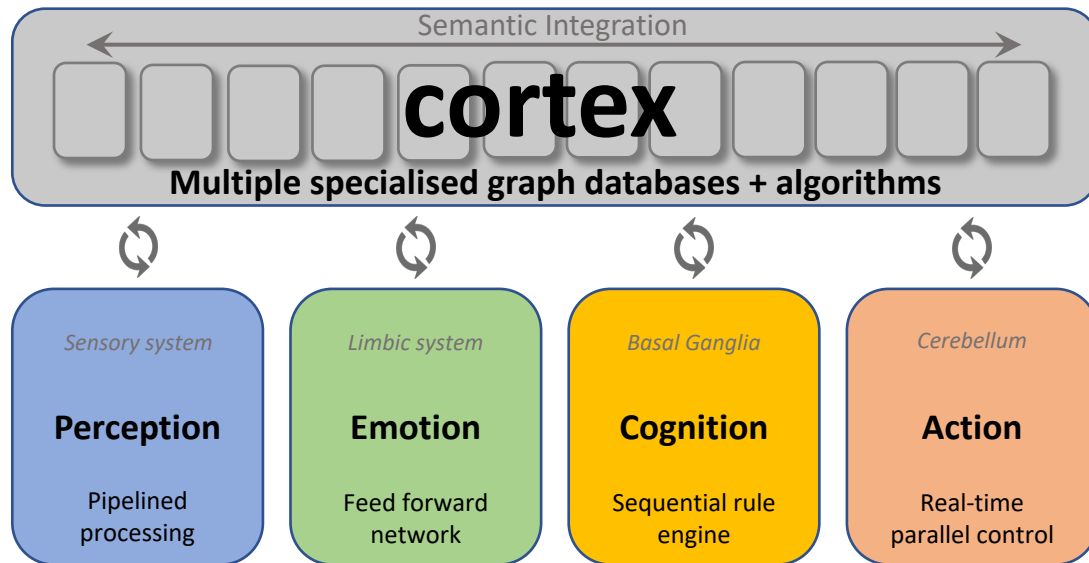 Semantic Integration
cortex
Multiple specialised graph databases + algorithms
Sensory system
Perception
Pipelined
processing
Limbic system
Emotion
Feed forward
network
Basal Ganglia
Cognition
Sequential rule
engine
Cerebellum
Action
Real-time
parallel control